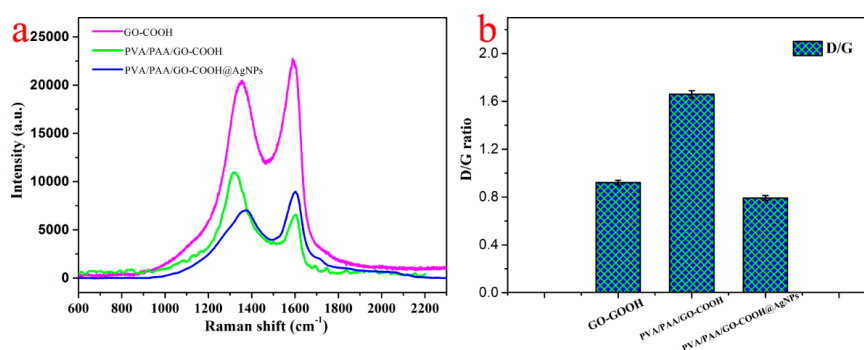 a
GO-COOH
PVA/PAA/GO-COOH
PVA/PAA/GO-COOH@AgNPs
25000
20000
15000
10000
5000
0
Intensity (a.u.)
600 800 1000 1200 1400 1600 1800 2000 2200
Raman shift (cm-1)
b
D/G
2.0
1.6
1.2
0.8
0.4
0.0
D/G ratio
GO-GOOH
PVA/PAA/GO-COOH
PVA/PAA/GO-COOH@AgNPs